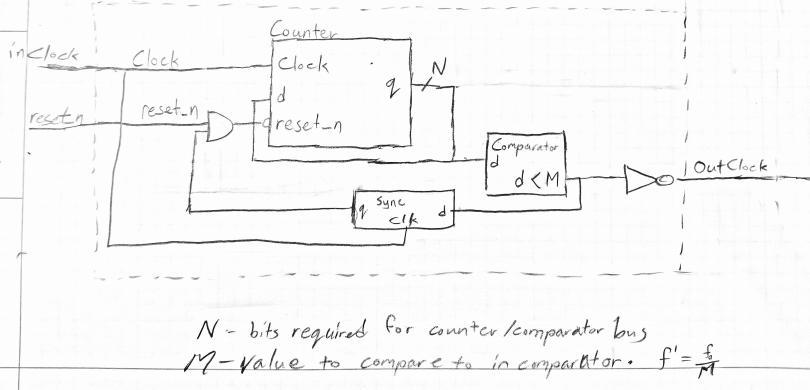 Counter
inClock
Clock
Clock
N
q
d
reset_n
reset_n
reset_n
Comparator
d
d < M
OutClock
q
Sync
clk
d
N - bits required for counter/comparator bus
M - Value to compare to in comparator. f' = f/M